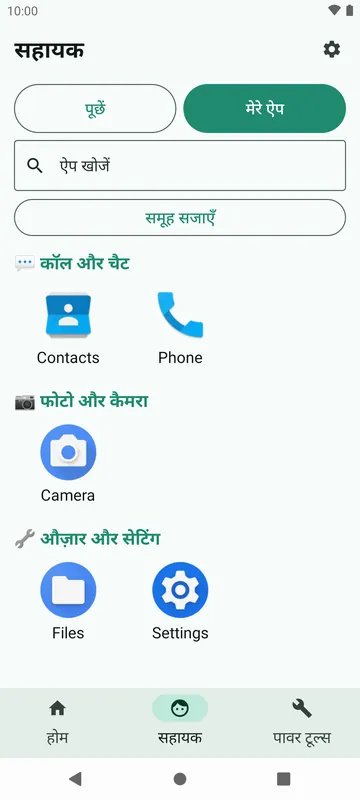 10:00
सहायक
पूछें
मेरे ऐप
ऐप खोजें
समूह सजाएँ
कॉल और चैट
Contacts
Phone
फोटो और कैमरा
Camera
औज़ार और सेटिंग
Files
Settings
होम
सहायक
पावर टूल्स